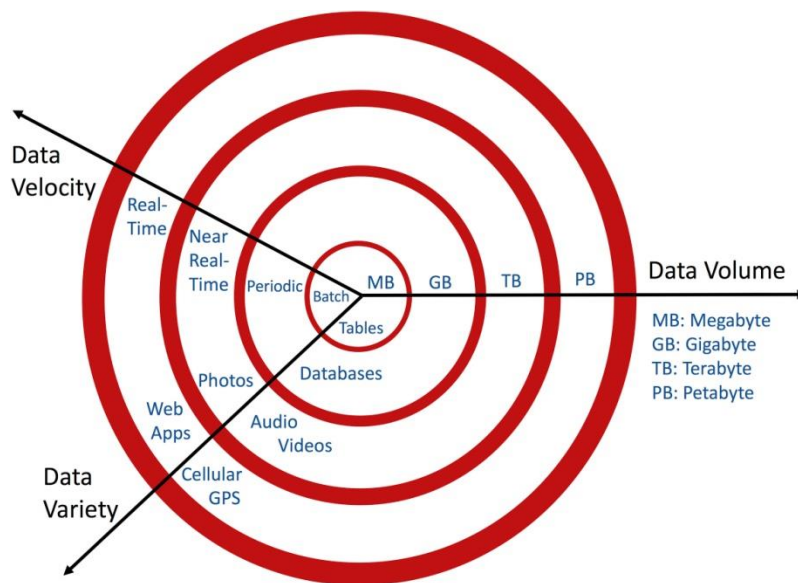 Data
Velocity
Real-
Time
Near
Real-
Time
Periodic
Batch
MB
GB
TB
PB
Data Volume
MB: Megabyte
GB: Gigabyte
TB: Terabyte
PB: Petabyte
Tables
Databases
Photos
Audio
Videos
Web
Apps
Cellular
GPS
Data
Variety